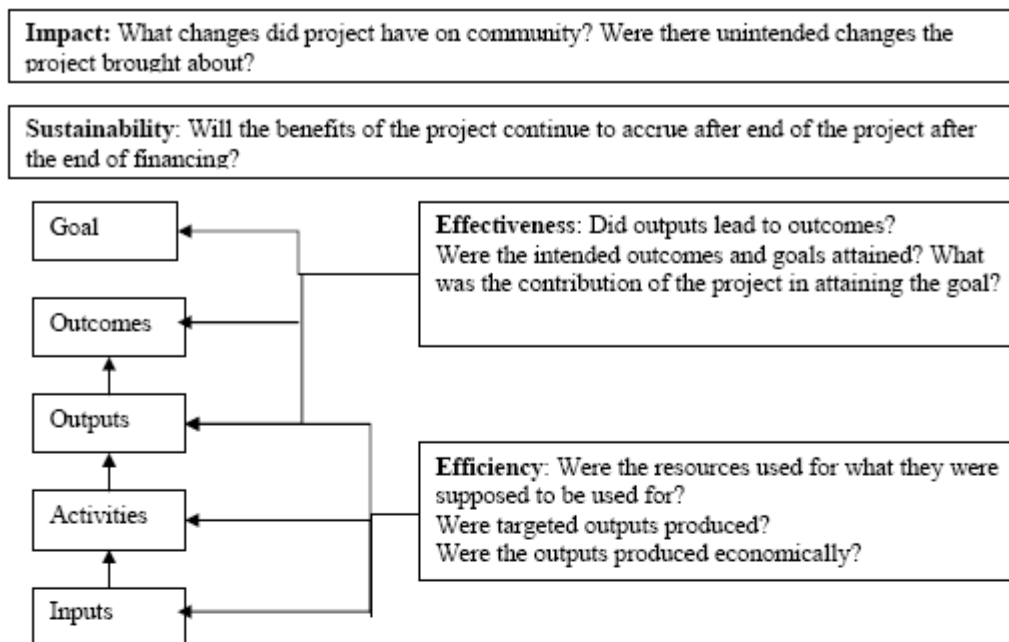 Impact: What changes did project have on community? Were there unintended changes the
project brought about?
Sustainability: Will the benefits of the project continue to accrue after end of the project after
the end of financing?
Goal
Effectiveness: Did outputs lead to outcomes?
Were the intended outcomes and goals attained? What
was the contribution of the project in attaining the goal?
Outcomes
Outputs
Efficiency: Were the resources used for what they were
supposed to be used for?
Were targeted outputs produced?
Were the outputs produced economically?
Activities
Inputs